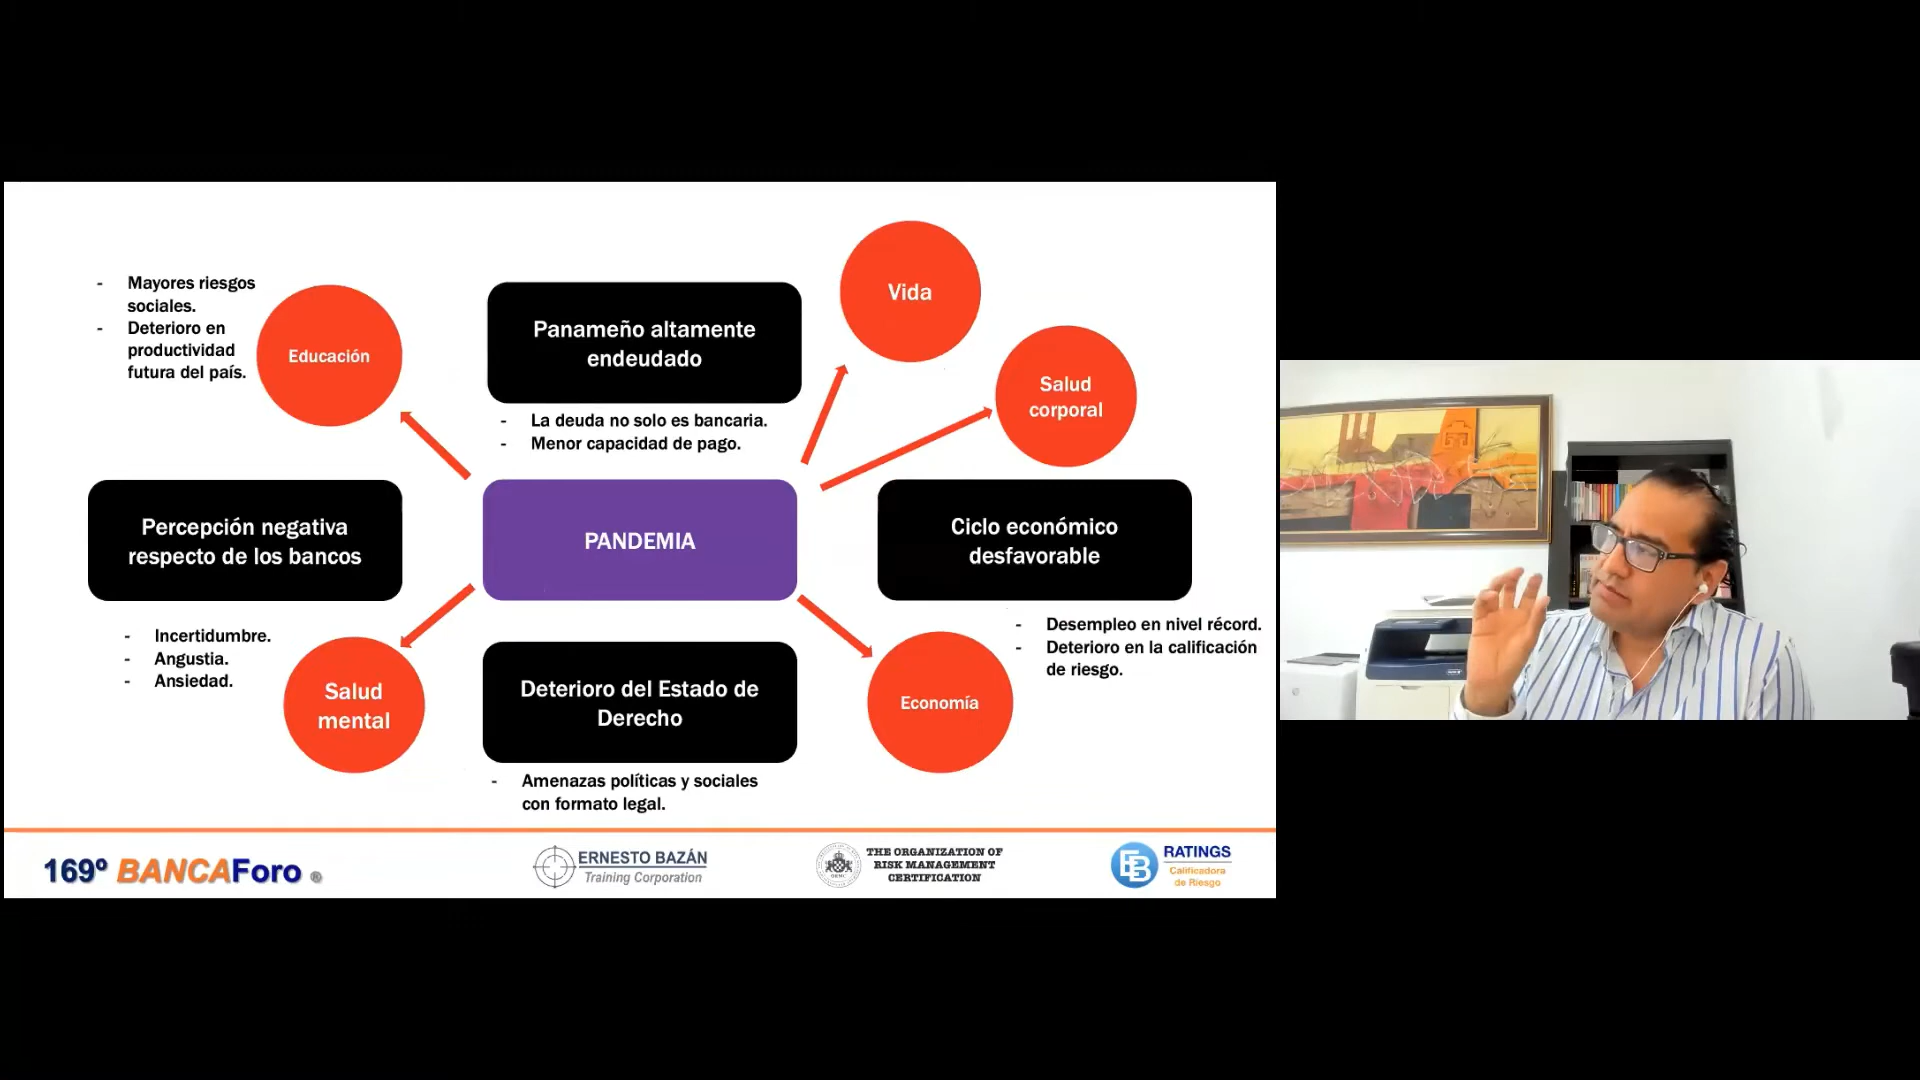 - Mayores riesgos
sociales.
- Deterioro en
productividad
futura del país.
Educación
Panameño altamente
endeudado
- La deuda no solo es bancaria.
- Menor capacidad de pago.
Vida
Salud
corporal
Percepción negativa
respecto de los bancos
PANDEMIA
Ciclo económico
desfavorable
- Incertidumbre.
- Angustia.
- Ansiedad.
Salud
mental
Deterioro del Estado de
Derecho
- Amenazas políticas y sociales
con formato legal.
Economía
- Desempleo en nivel récord.
- Deterioro en la calificación
de riesgo.
169º BANCAForo ®
ERNESTO BAZÁN
Training Corporation
THE ORGANIZATION OF
RISK MANAGEMENT
CERTIFICATION
EB
RATINGS
Calificadora
de Riesgo